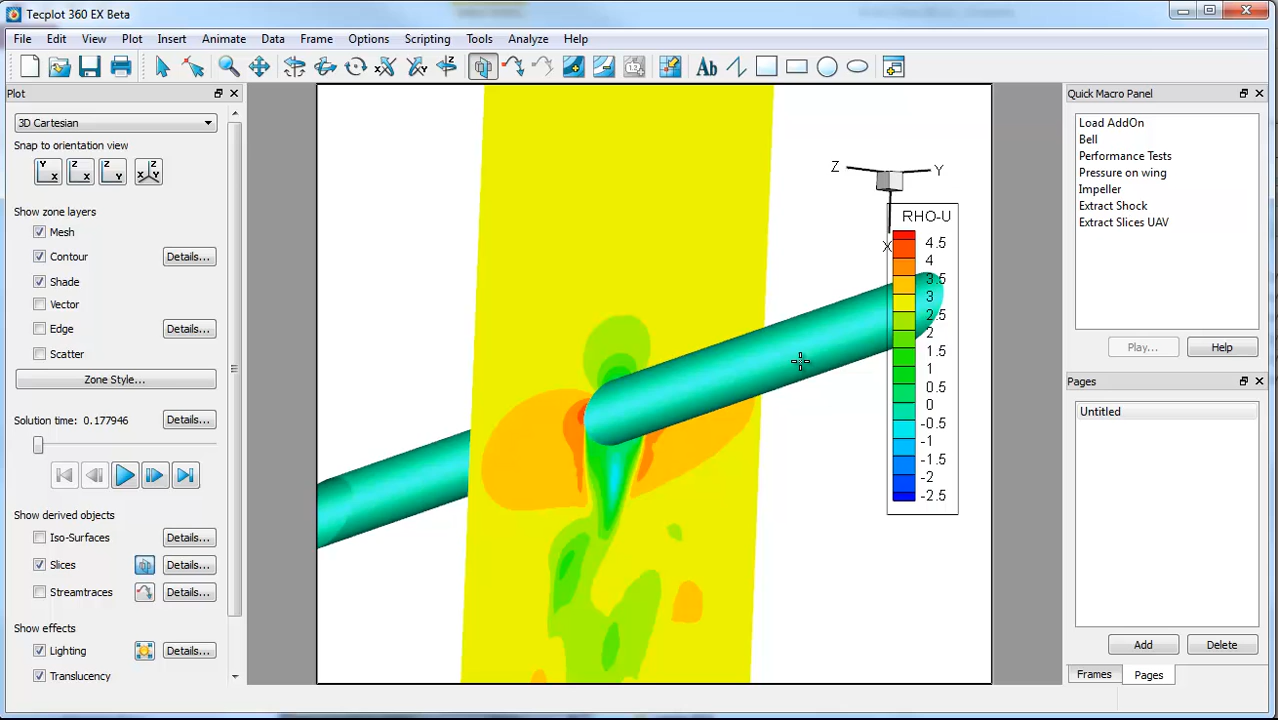 Tecplot 360 EX Beta
File Edit View Plot Insert Animate Data Frame Options Scripting Tools Analyze Help
Plot
3D Cartesian
Snap to orientation view
Show zone layers
Mesh
Contour Details...
Shade
Vector
Edge Details...
Scatter
Zone Style...
Solution time: 0.177946 Details...
Show derived objects
Iso-Surfaces Details...
Slices Details...
Streamtraces Details...
Show effects
Lighting Details...
Translucency
Z Y
X
RHO-U
4.5
4
3.5
3
2.5
2
1.5
1
0.5
0
-0.5
-1
-1.5
-2
-2.5
Quick Macro Panel
Load AddOn
Bell
Performance Tests
Pressure on wing
Impeller
Extract Shock
Extract Slices UAV
Play... Help
Pages
Untitled
Add Delete
Frames Pages